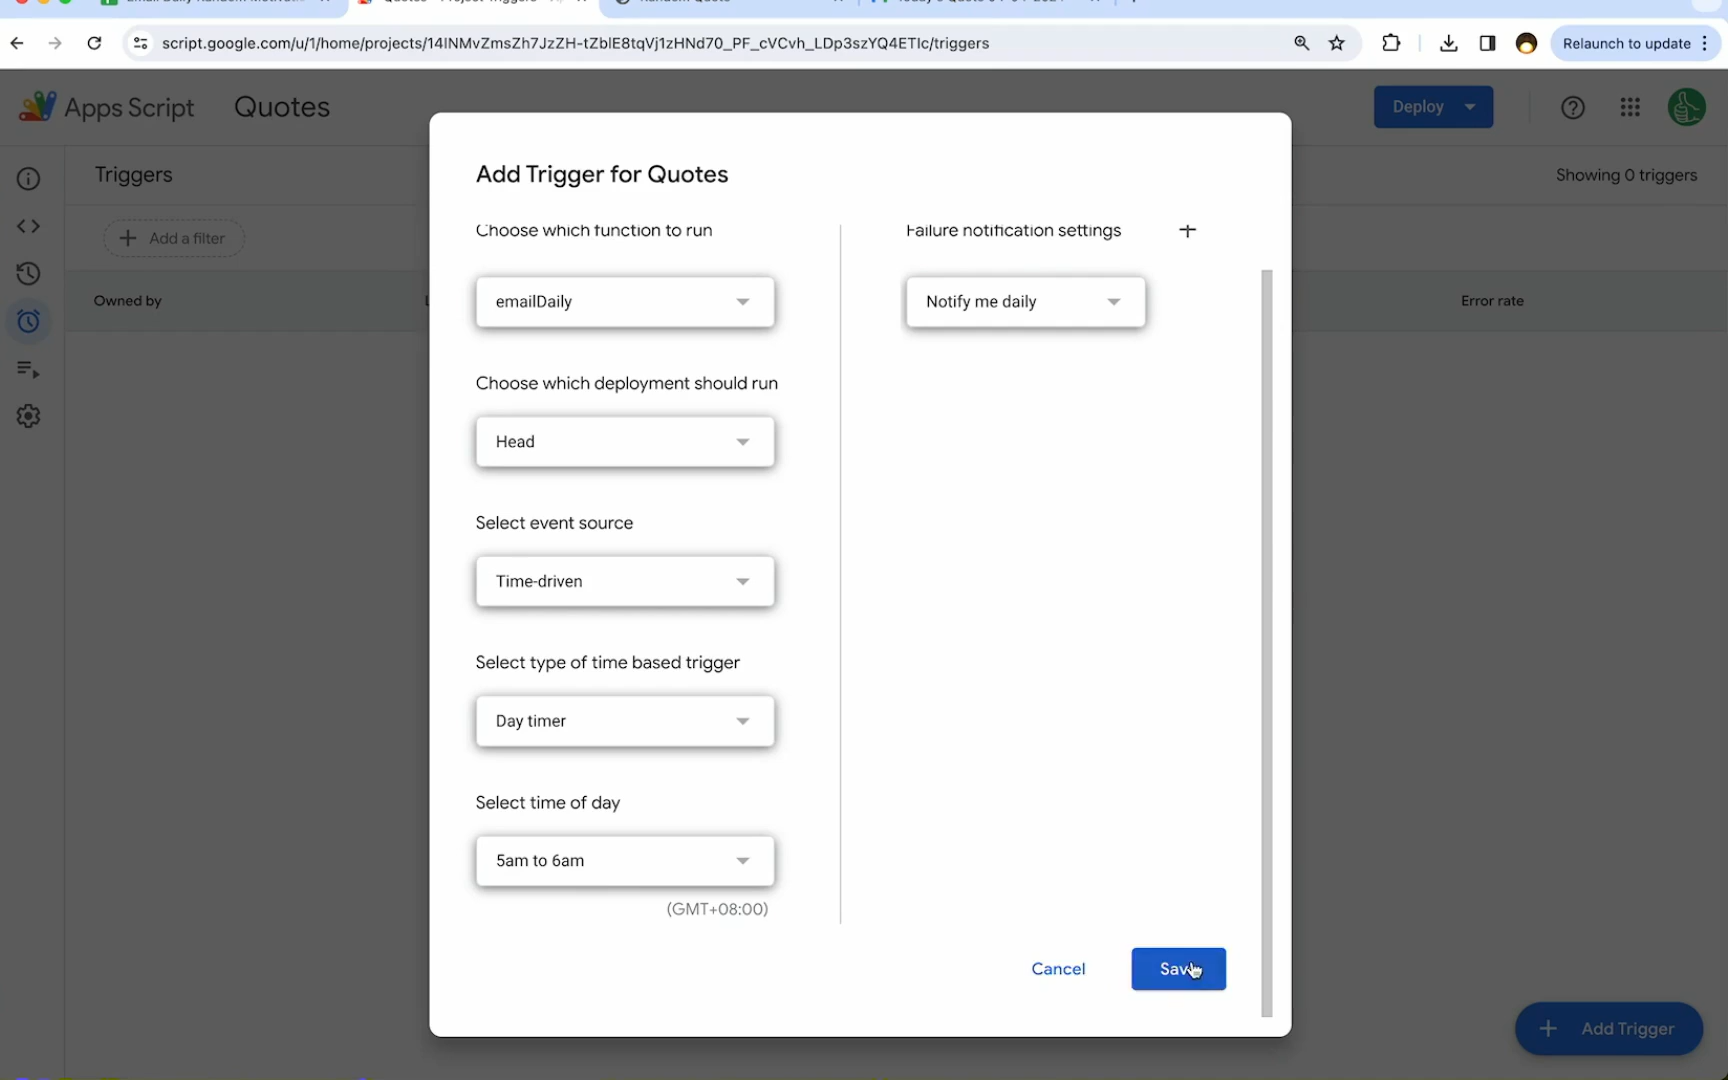 script.google.com/u/1/home/projects/14INMvZmsZh7JzZH-tZblE8tqVj1zHNd70_PF_cVCvh_LDp3szYQ4ETIc/triggers
Relaunch to update
Apps Script
Quotes
Deploy
Triggers
Showing 0 triggers
Add a filter
Owned by
Error rate
Add Trigger for Quotes
Choose which function to run
emailDaily
Choose which deployment should run
Head
Select event source
Time-driven
Select type of time based trigger
Day timer
Select time of day
5am to 6am
(GMT+08:00)
Failure notification settings
Notify me daily
Cancel
Save
Add Trigger